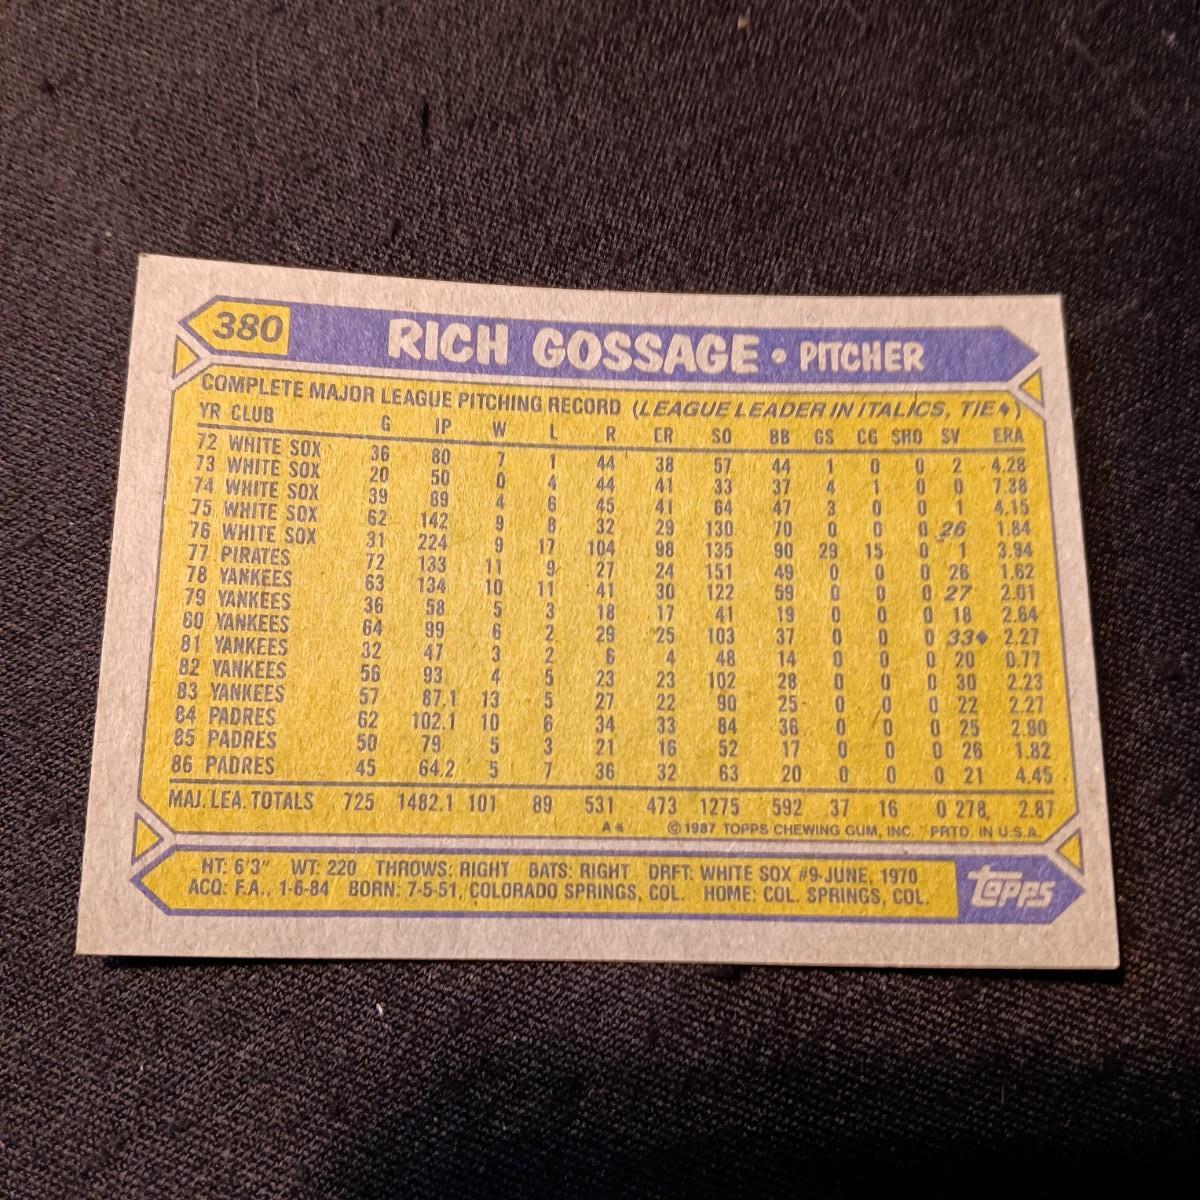 380 RICH GOSSAGE • PITCHER
COMPLETE MAJOR LEAGUE PITCHING RECORD (LEAGUE LEADER IN ITALICS, TIE♦)
YR CLUB G IP W L R ER SO BB GS CG SHO SV ERA
72 WHITE SOX 36 80 7 1 44 38 57 44 1 0 0 2 4.28
73 WHITE SOX 20 50 0 4 44 41 33 37 4 1 0 0 7.38
74 WHITE SOX 39 89 4 6 45 41 64 47 3 0 0 1 4.15
75 WHITE SOX 62 142 9 8 32 29 130 70 0 0 0 26 1.84
76 WHITE SOX 31 224 9 17 104 98 135 90 29 15 0 1 3.94
77 PIRATES 72 133 11 9 27 24 151 49 0 0 0 26 1.62
78 YANKEES 63 134 10 11 41 30 122 59 0 0 0 27 2.01
79 YANKEES 36 58 5 3 18 17 41 19 0 0 0 18 2.64
80 YANKEES 64 99 6 2 29 25 103 37 0 0 0 33♦ 2.27
81 YANKEES 32 47 3 2 6 4 48 14 0 0 0 20 0.77
82 YANKEES 56 93 4 5 23 23 102 28 0 0 0 30 2.23
83 YANKEES 57 87.1 13 5 27 22 90 25 0 0 0 22 2.27
84 PADRES 62 102.1 10 6 34 33 84 36 0 0 0 25 2.90
85 PADRES 50 79 5 3 21 16 52 17 0 0 0 26 1.82
86 PADRES 45 64.2 5 7 36 32 63 20 0 0 0 21 4.45
MAJ. LEA. TOTALS 725 1482.1 101 89 531 473 1275 592 37 16 0 278 2.87
A* © 1987 TOPPS CHEWING GUM, INC. PRTD. IN U.S.A.
HT: 6'3" WT: 220 THROWS: RIGHT BATS: RIGHT DRFT: WHITE SOX #9-JUNE, 1970
ACQ: F.A., 1-6-84 BORN: 7-5-51, COLORADO SPRINGS, COL. HOME: COL. SPRINGS, COL.
topps